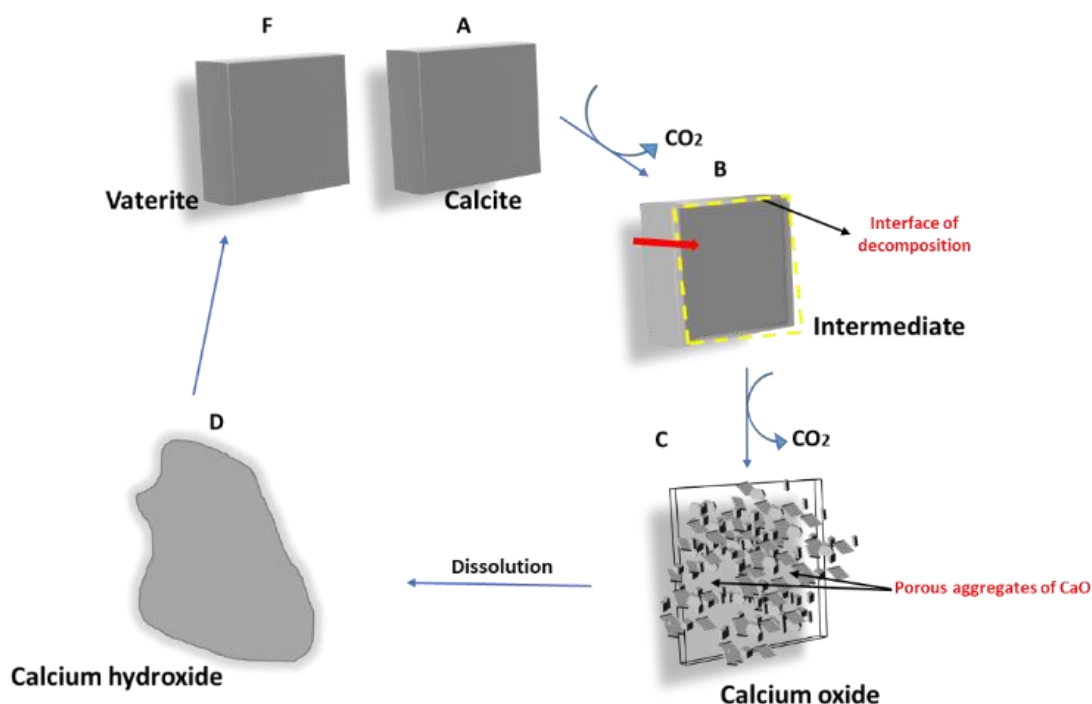 F
A
Vaterite
Calcite
CO2
B
Interface of
decomposition
Intermediate
CO2
C
D
Dissolution
Porous aggregates of CaO
Calcium hydroxide
Calcium oxide